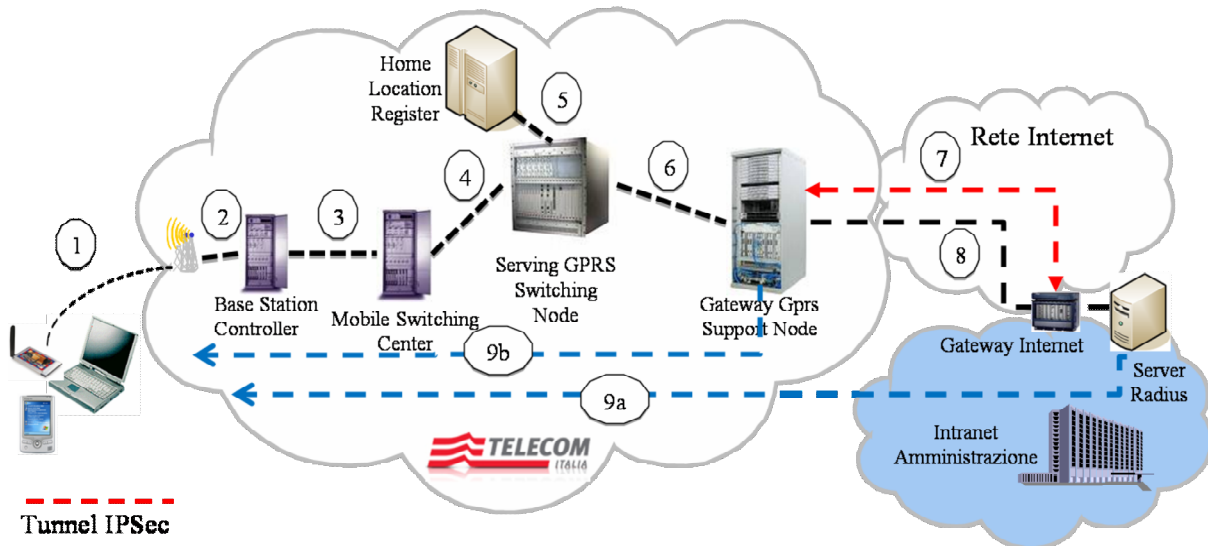 Home
Location
Register
5
Rete Internet
7
4
6
2
3
1
8
Serving GPRS
Switching
Node
Base Station
Controller
Mobile Switching
Center
Gateway Gprs
Support Node
Gateway Internet
Server
Radius
9b
9a
Intranet
Amministrazione
TELECOM
ITALIA
Tunnel IPSec